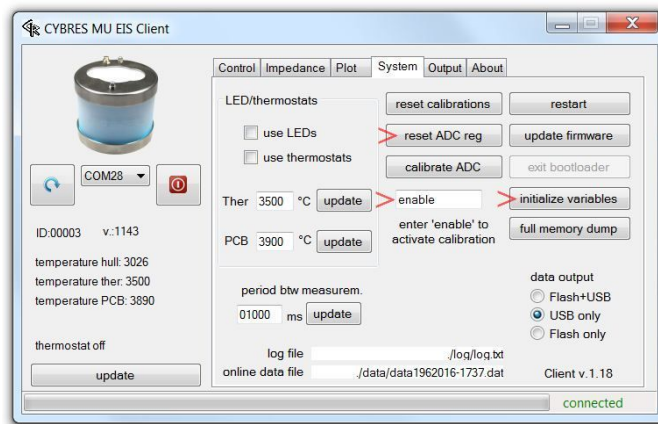 CYBRES MU EIS Client
Control Impedance Plot System Output About
LED/thermostats
use LEDs
use thermostats
Ther 3500 °C update
PCB 3900 °C update
period btw measurem.
01000 ms update
reset calibrations
restart
> reset ADC reg
update firmware
calibrate ADC
exit bootloader
> enable
> initialize variables
enter 'enable' to
activate calibration
full memory dump
data output
Flash+USB
USB only
Flash only
log file ./log/log.txt
online data file ./data/data1962016-1737.dat
Client v.1.18
COM28
ID:00003 v.:1143
temperature hull: 3026
temperature ther: 3500
temperature PCB: 3890
thermostat off
update
connected